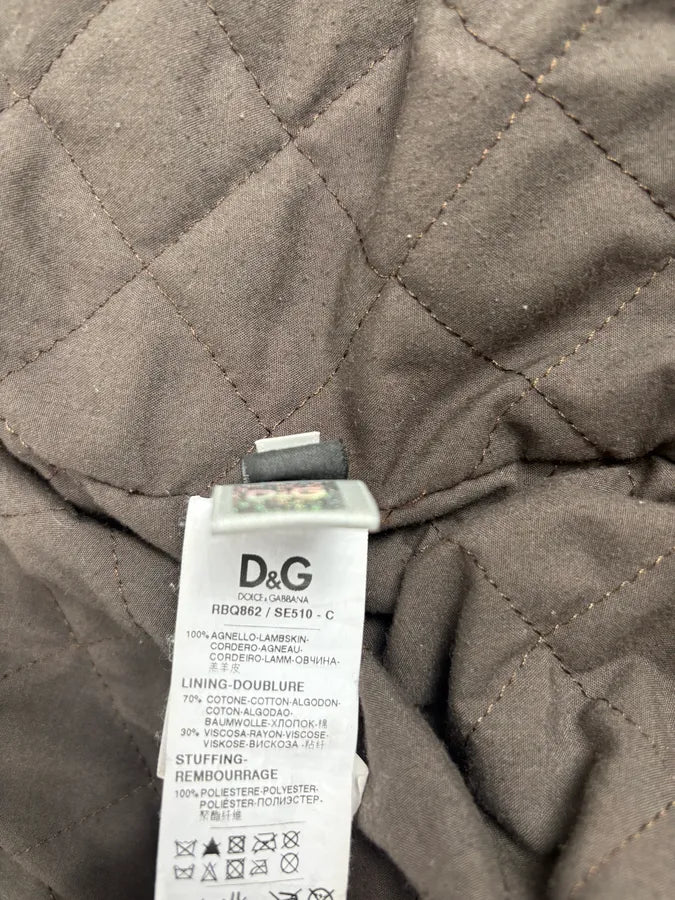 D&G
D&G
DOLCE & GABBANA
RBQ862 / SE510 - C
100% AGNELLO-LAMBSKIN-
CORDERO-AGNEAU-
CORDEIRO-LAMM-ОВЧИНА-
羔羊皮
LINING-DOUBLURE
70% COTONE-COTTON-ALGODON-
COTON-ALGODAO-
BAUMWOLLE-ХЛОПОК-棉
30% VISCOSA-RAYON-VISCOSE-
VISKOSE-ВИСКОЗА-粘纤
STUFFING-
REMBOURRAGE
100% POLIESTERE-POLYESTER-
POLIÉSTER-ПОЛИЭСТЕР-
聚酯纤维